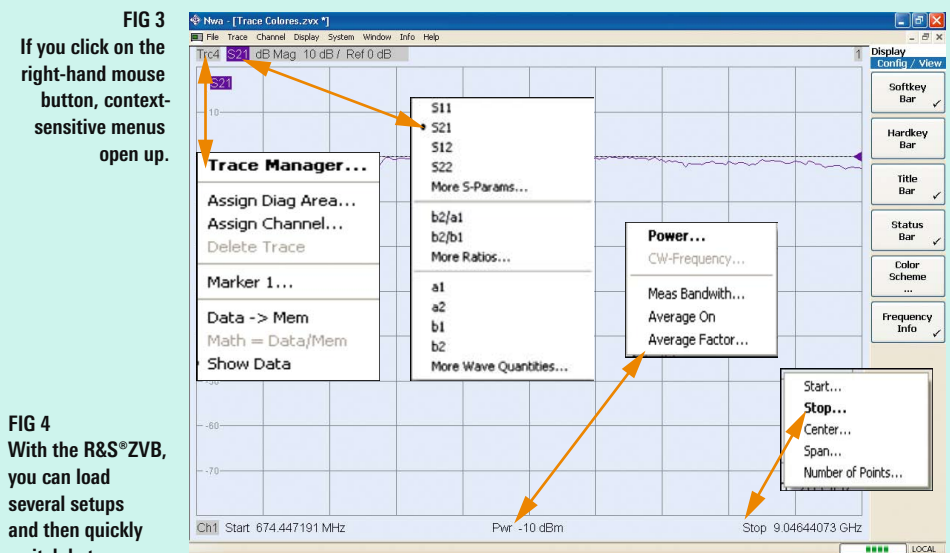 FIG 3
If you click on the
right-hand mouse
button, context-
sensitive menus
open up.
FIG 4
With the R&S®ZVB,
you can load
several setups
and then quickly
Nwa - [Trace Colores.zvx *]
File Trace Channel Display System Window Info Help
Trc4 S21 dB Mag 10 dB / Ref 0 dB 1
S21
10
Trace Manager...
Assign Diag Area...
Assign Channel...
Delete Trace
Marker 1...
Data -> Mem
Math = Data/Mem
Show Data
S11
S21
S12
S22
More S-Params...
b2/a1
b2/b1
More Ratios...
a1
a2
b1
b2
More Wave Quantities...
Power...
CW-Frequency...
Meas Bandwith...
Average On
Average Factor...
Start...
Stop...
Center...
Span...
Number of Points...
-60
-70
Ch1 Start 674.447191 MHz Pwr -10 dBm Stop 9.04644073 GHz
Display
Config / View
Softkey
Bar
Hardkey
Bar
Title
Bar
Status
Bar
Color
Scheme
...
Frequency
Info
LOCAL